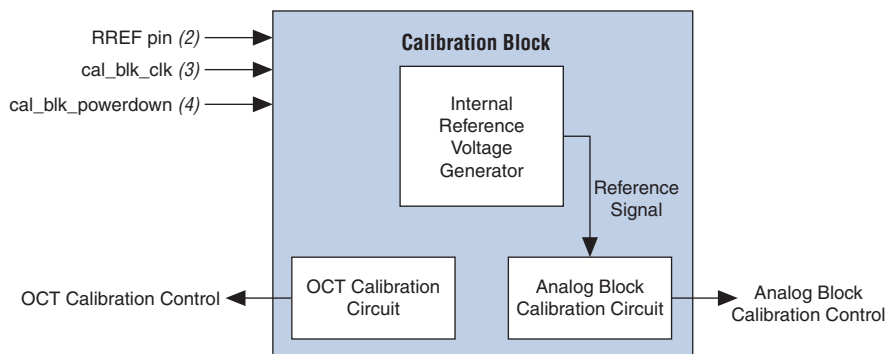 RREF pin (2)
cal_blk_clk (3)
cal_blk_powerdown (4)
Calibration Block
Internal
Reference
Voltage
Generator
Reference
Signal
OCT Calibration Control
OCT Calibration
Circuit
Analog Block
Calibration Circuit
Analog Block
Calibration Control